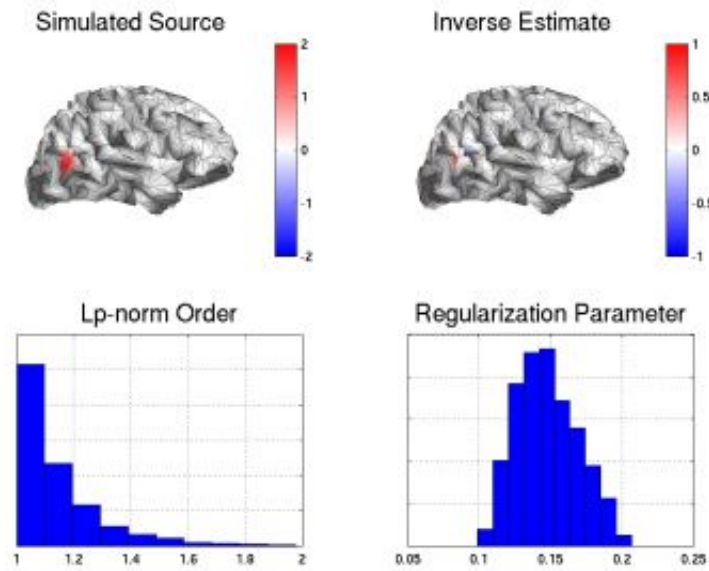 Simulated Source
Inverse Estimate
2
1
0
-1
-2
1
0.5
0
-0.5
-1
Lp-norm Order
Regularization Parameter
1 1.2 1.4 1.6 1.8 2
0.05 0.1 0.15 0.2 0.25